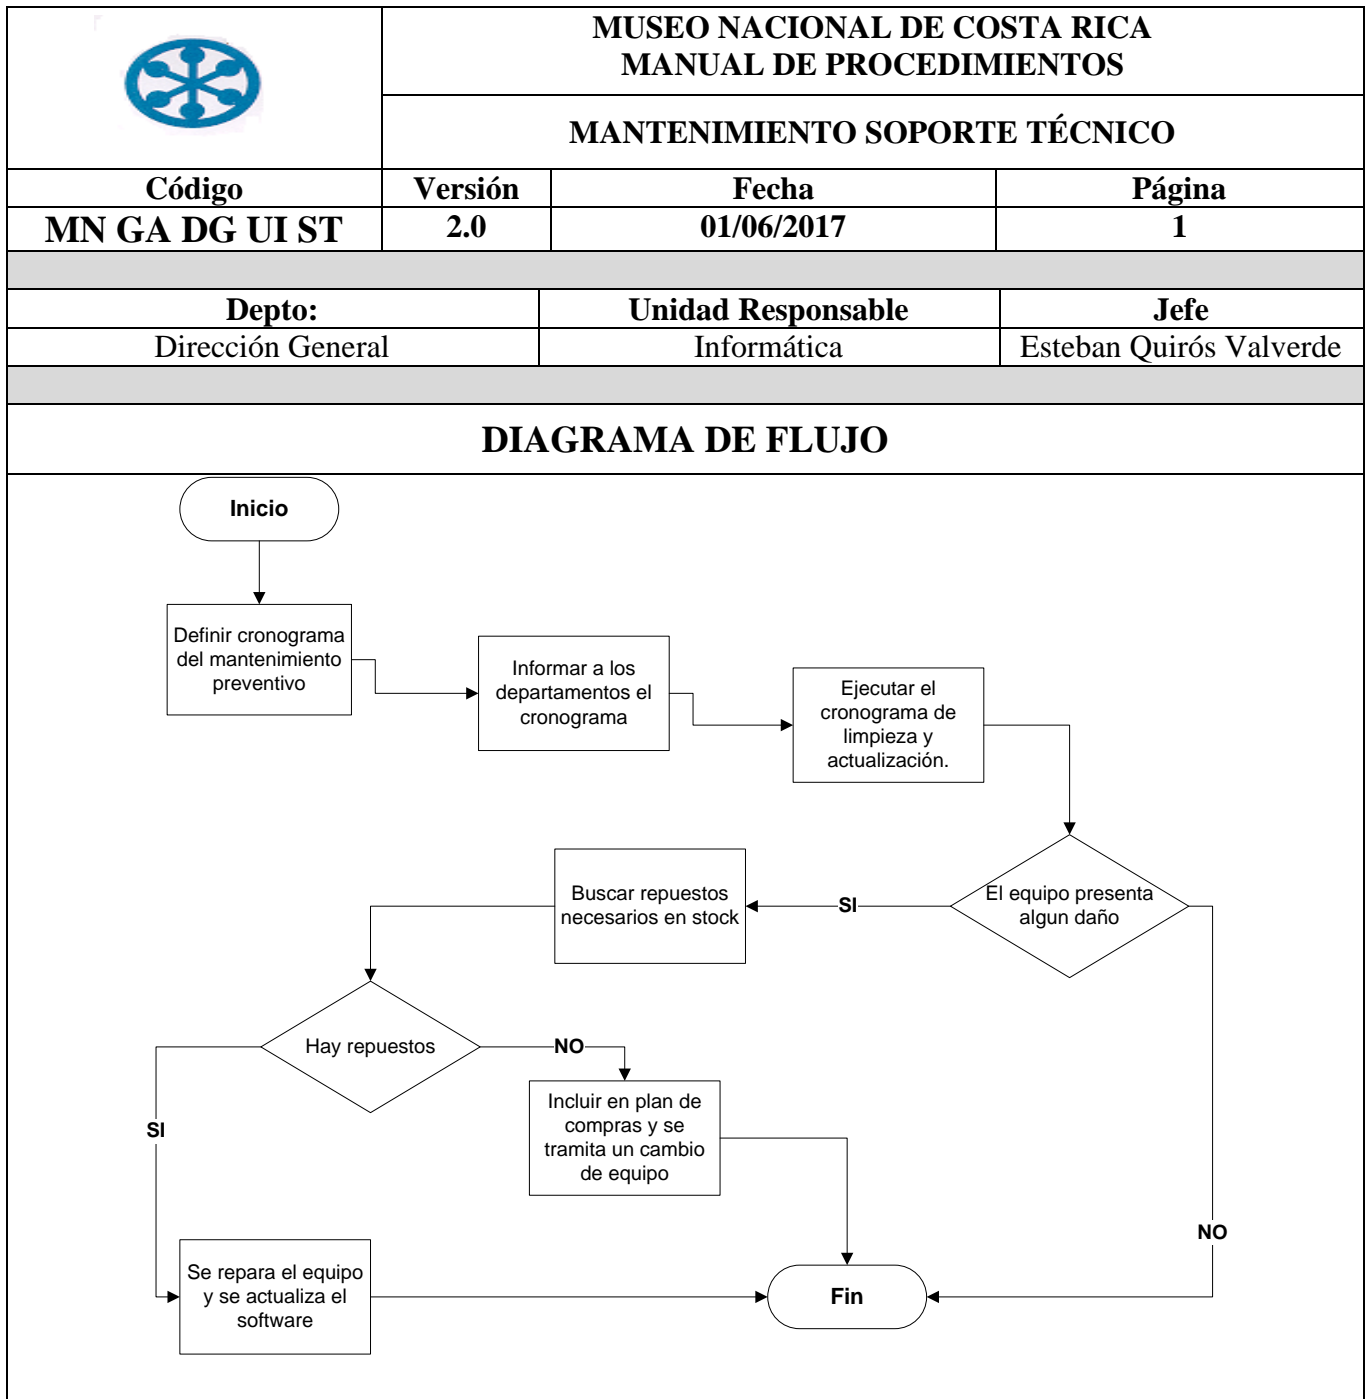 MUSEO NACIONAL DE COSTA RICA
MANUAL DE PROCEDIMIENTOS
MANTENIMIENTO SOPORTE TÉCNICO
Código
Versión
Fecha
Página
MN GA DG UI ST
2.0
01/06/2017
1
Depto:
Unidad Responsable
Jefe
Dirección General
Informática
Esteban Quirós Valverde
DIAGRAMA DE FLUJO
Inicio
Definir cronograma
del mantenimiento
preventivo
Informar a los
departamentos el
cronograma
Ejecutar el
cronograma de
limpieza y
actualización.
El equipo presenta
algun daño
SI
Buscar repuestos
necesarios en stock
Hay repuestos
NO
Incluir en plan de
compras y se
tramita un cambio
de equipo
SI
NO
Se repara el equipo
y se actualiza el
software
Fin